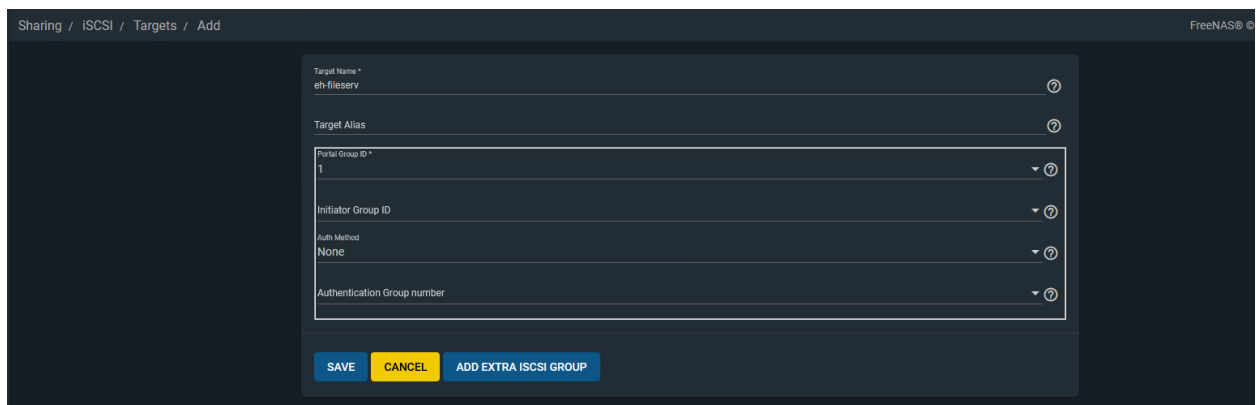 Sharing / iSCSI / Targets / Add
FreeNAS® ©
Target Name *
eh-fileserv
Target Alias
Portal Group ID *
1
Initiator Group ID
Auth Method
None
Authentication Group number
SAVE CANCEL ADD EXTRA ISCSI GROUP